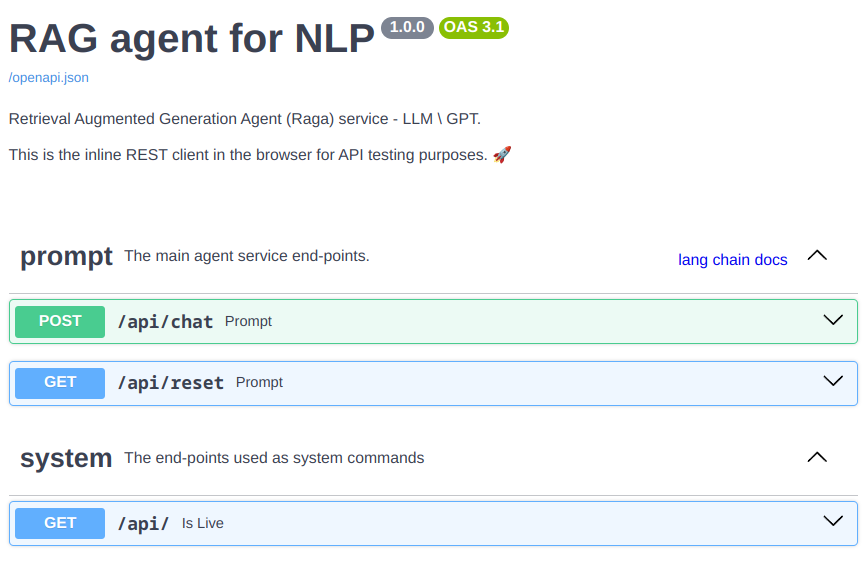 RAG agent for NLP 1.0.0 OAS 3.1
/openapi.json
Retrieval Augmented Generation Agent (Raga) service - LLM \ GPT.
This is the inline REST client in the browser for API testing purposes. 🚀
prompt The main agent service end-points. lang chain docs
POST /api/chat Prompt
GET /api/reset Prompt
system The end-points used as system commands
GET /api/ Is Live